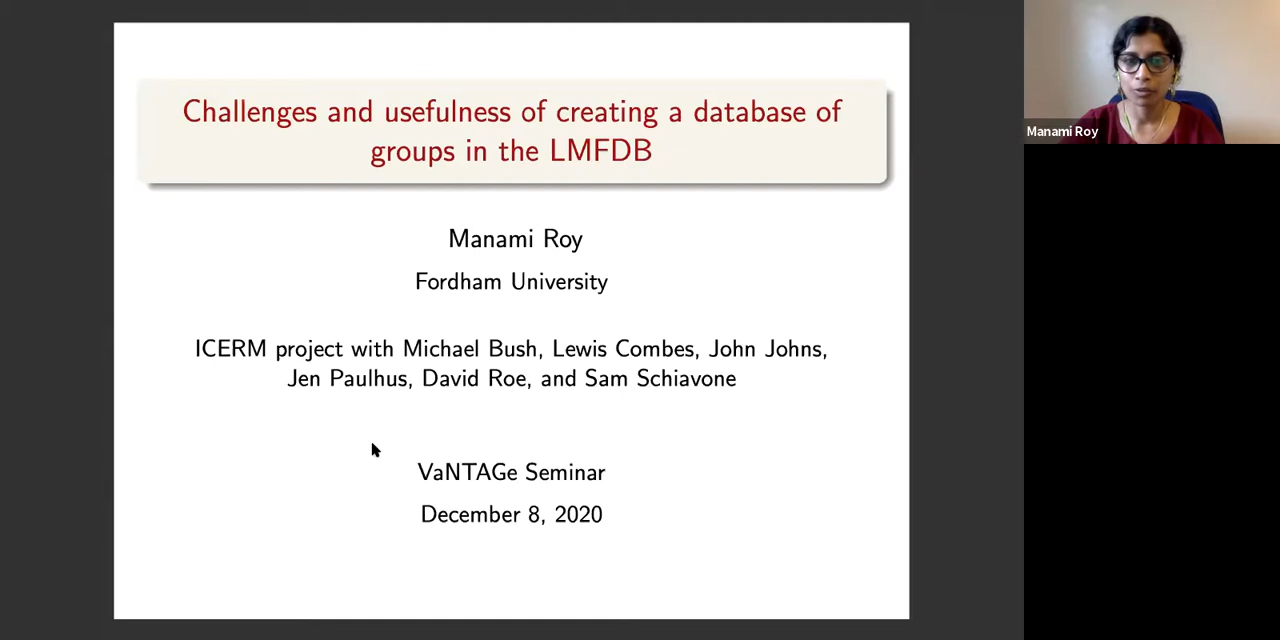 Challenges and usefulness of creating a database of
groups in the LMFDB
Manami Roy
Fordham University
ICERM project with Michael Bush, Lewis Combes, John Johns,
Jen Paulhus, David Roe, and Sam Schiavone
VaNTAGe Seminar
December 8, 2020
Manami Roy